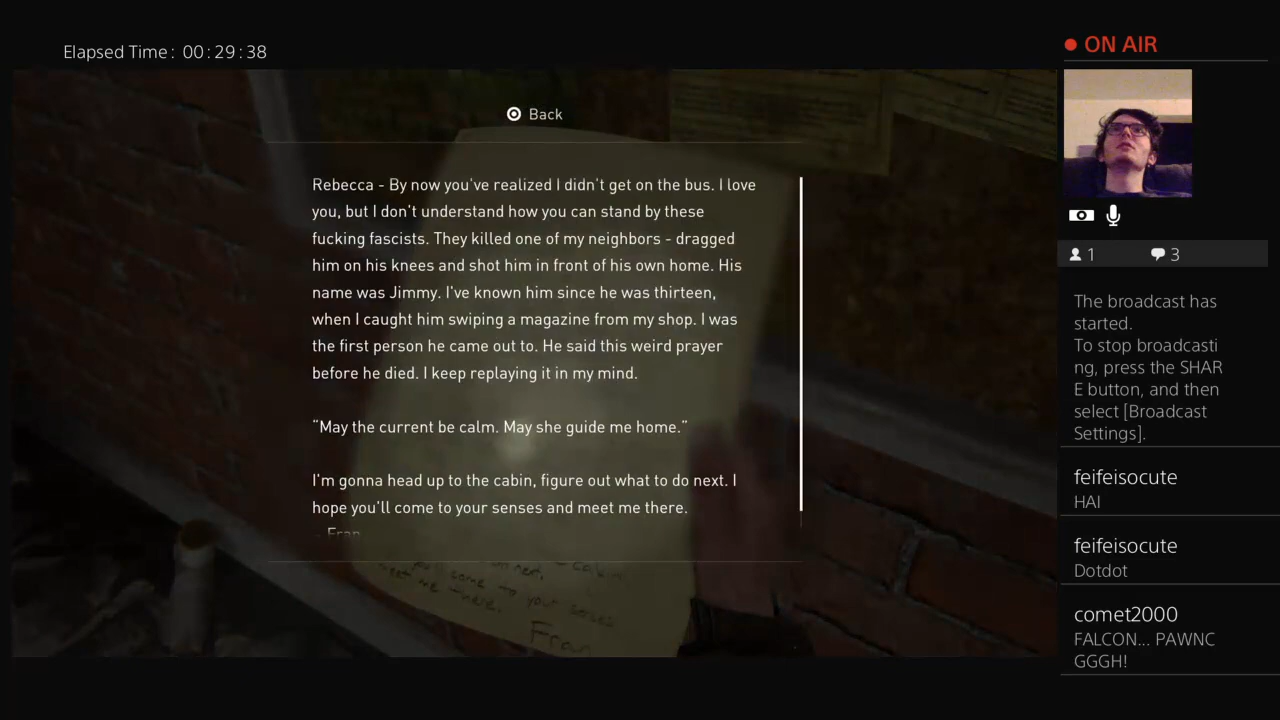 Elapsed Time: 00:29:38
ON AIR
Back
Rebecca - By now you've realized I didn't get on the bus. I love
you, but I don't understand how you can stand by these
fucking fascists. They killed one of my neighbors - dragged
him on his knees and shot him in front of his own home. His
name was Jimmy. I've known him since he was thirteen,
when I caught him swiping a magazine from my shop. I was
the first person he came out to. He said this weird prayer
before he died. I keep replaying it in my mind.
“May the current be calm. May she guide me home.”
I'm gonna head up to the cabin, figure out what to do next. I
hope you'll come to your senses and meet me there.
- Fran
meet me there.
to your senses
Fran
1
3
The broadcast has
started.
To stop broadcasti
ng, press the SHAR
E button, and then
select [Broadcast
Settings].
feifeisocute
HAI
feifeisocute
Dotdot
comet2000
FALCON... PAWNC
GGGH!